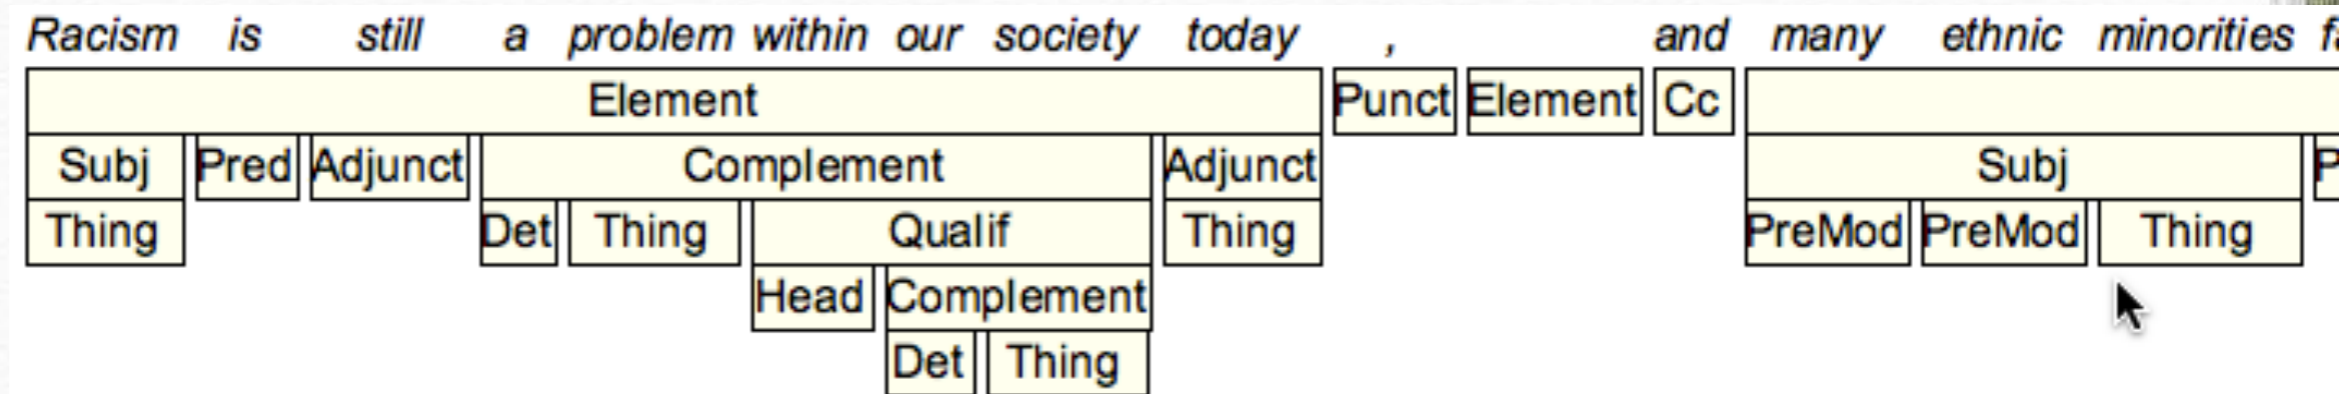 Racism is still a problem within our society today , and many ethnic minorities
Element Punct Element Cc
Subj Pred Adjunct Complement Adjunct Subj
Thing Det Thing Qualif Thing PreMod PreMod Thing
Head Complement
Det Thing